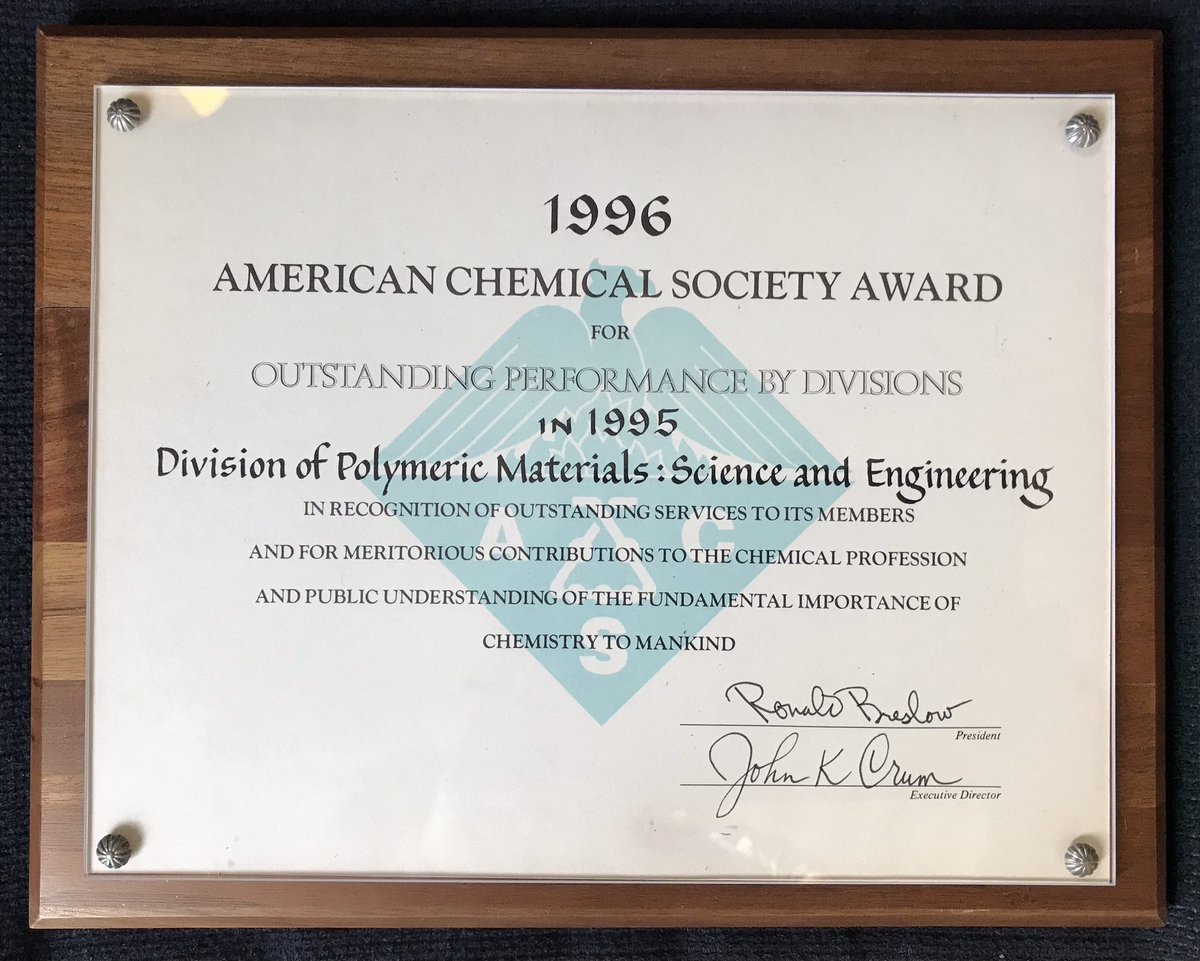 1996
AMERICAN CHEMICAL SOCIETY AWARD
FOR
OUTSTANDING PERFORMANCE BY DIVISIONS
IN 1995
Division of Polymeric Materials: Science and Engineering
IN RECOGNITION OF OUTSTANDING SERVICES TO ITS MEMBERS
AND FOR MERITORIOUS CONTRIBUTIONS TO THE CHEMICAL PROFESSION
AND PUBLIC UNDERSTANDING OF THE FUNDAMENTAL IMPORTANCE OF
CHEMISTRY TO MANKIND
A C
S
Ronald Breslow
President
John K Crum
Executive Director